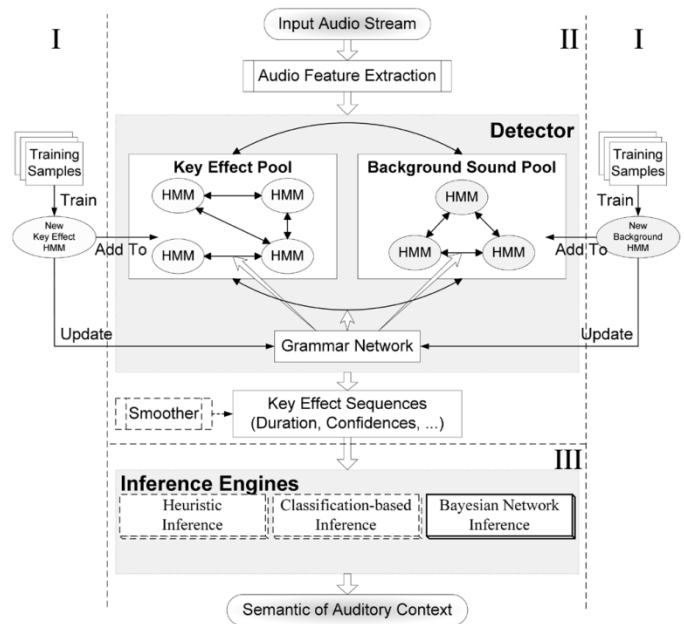 Input Audio Stream
I
II
I
Audio Feature Extraction
Detector
Training
Samples
Key Effect Pool
Background Sound Pool
Training
Samples
HMM
HMM
HMM
Train
Train
New
Key Effect
HMM
Add To
HMM
HMM
HMM
HMM
Add To
New
Background
HMM
Update
Grammar Network
Update
Smoother
Key Effect Sequences
(Duration, Confidences, ...)
III
Inference Engines
Heuristic
Inference
Classification-based
Inference
Bayesian Network
Inference
Semantic of Auditory Context